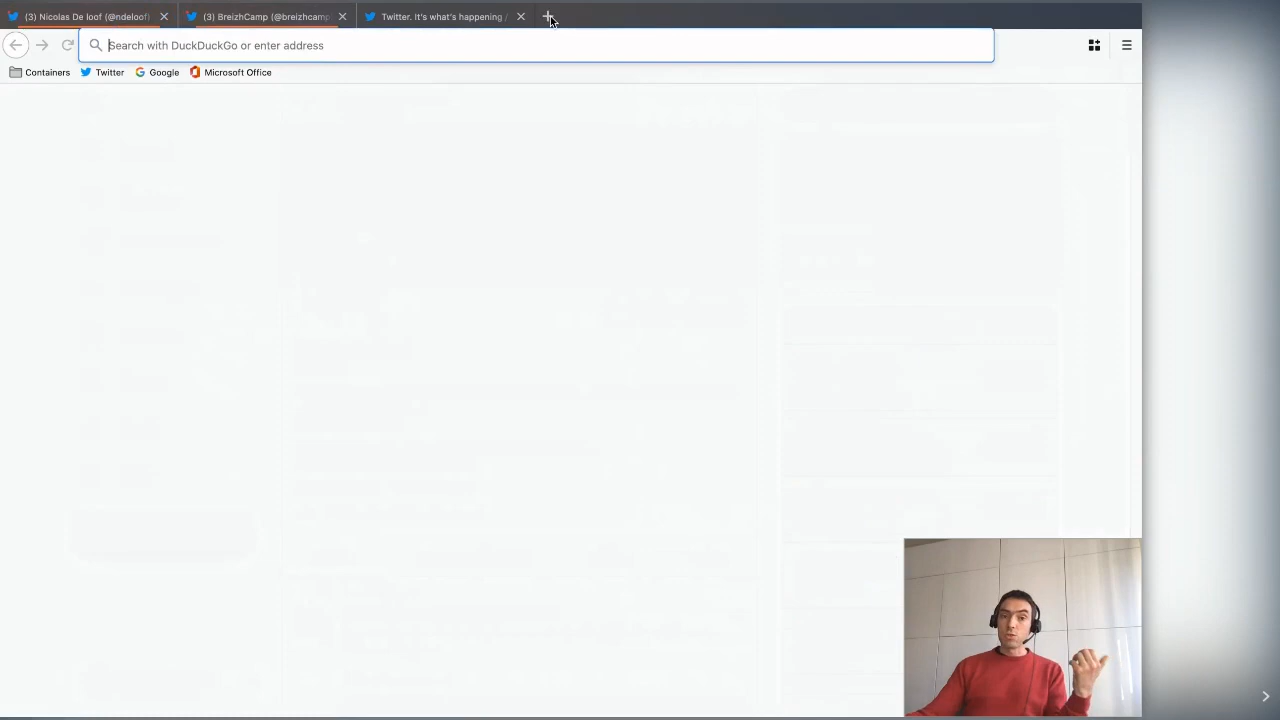 (3) Nicolas De loof (@ndeloof)
(3) BreizhCamp (@breizhcamp
Twitter. It's what's happening /
Search with DuckDuckGo or enter address
Containers
Twitter
Google
Microsoft Office